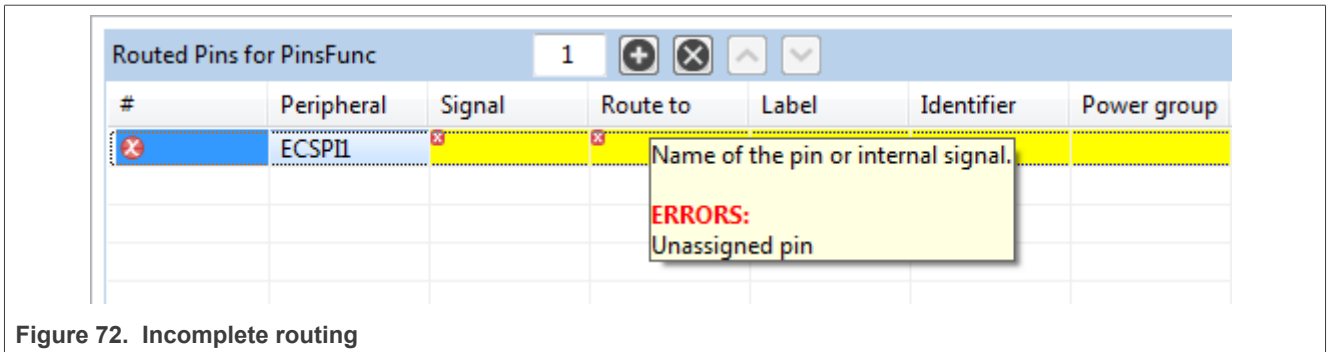 Routed Pins for PinsFunc 1
# Peripheral Signal Route to Label Identifier Power group
ECSPI1
Name of the pin or internal signal.
ERRORS:
Unassigned pin
Figure 72. Incomplete routing